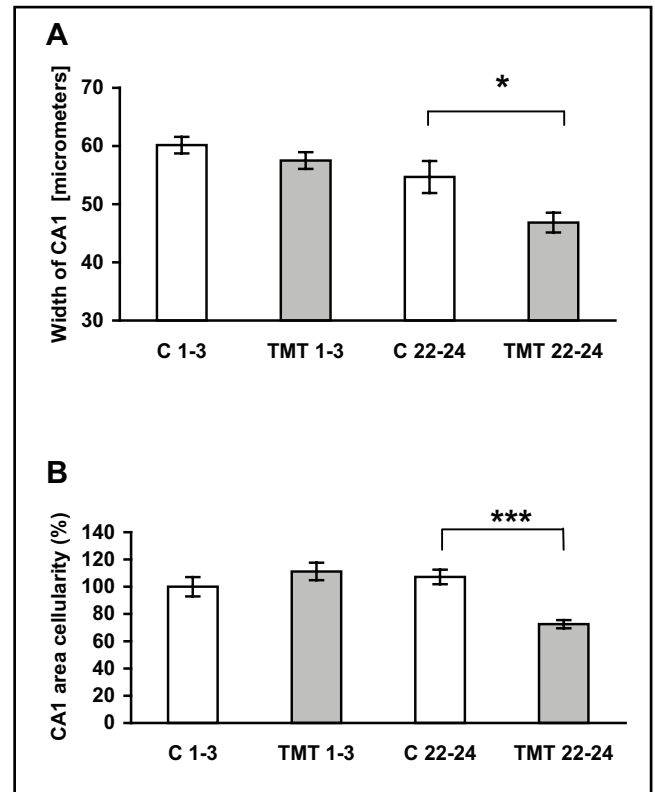 A
Width of CA1 [micrometers]
70
60
50
40
30
*
C 1-3 TMT 1-3 C 22-24 TMT 22-24
B
CA1 area cellularity (%)
140
120
100
80
60
40
20
0
***
C 1-3 TMT 1-3 C 22-24 TMT 22-24